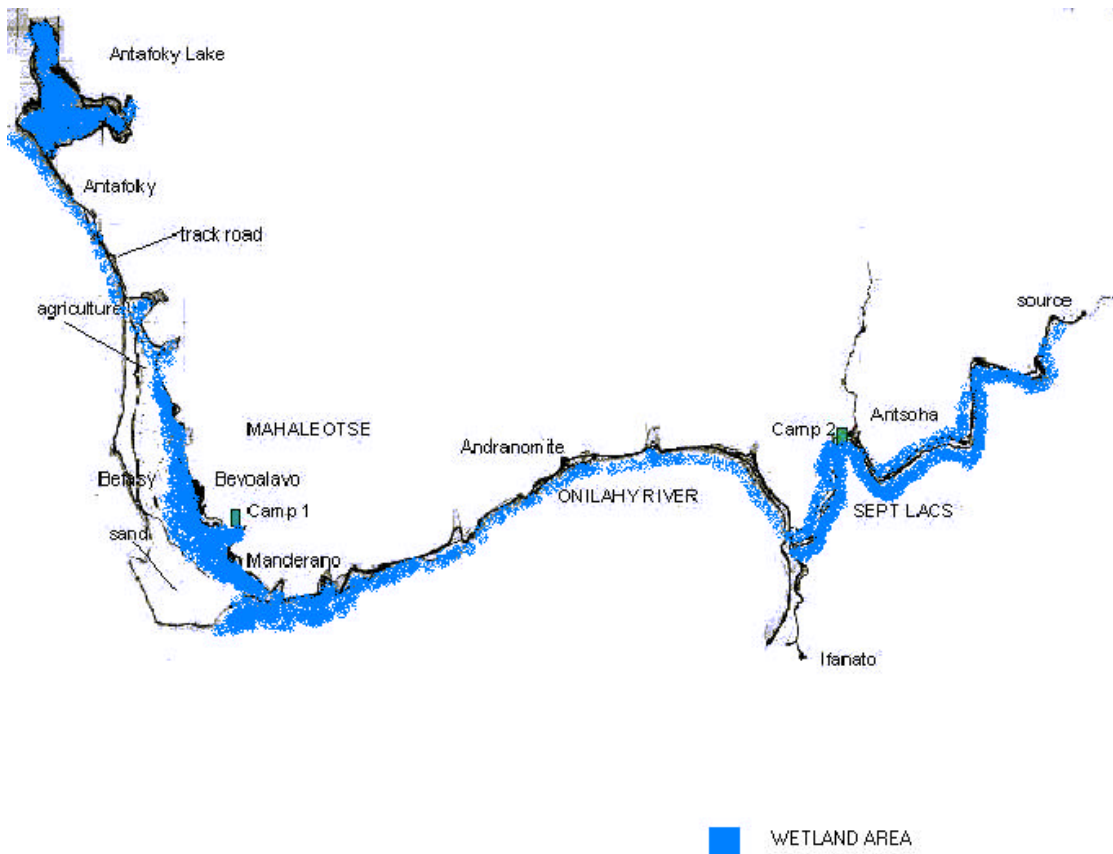 Antafoky Lake
Antafoky
track road
agriculture
source
MAHALEOTSE
Camp 2
Antsoha
Andranomite
Befasy
Bevoalavo
ONILAHY RIVER
SEPT LACS
Camp 1
sand
Manderano
Ifanato
WETLAND AREA